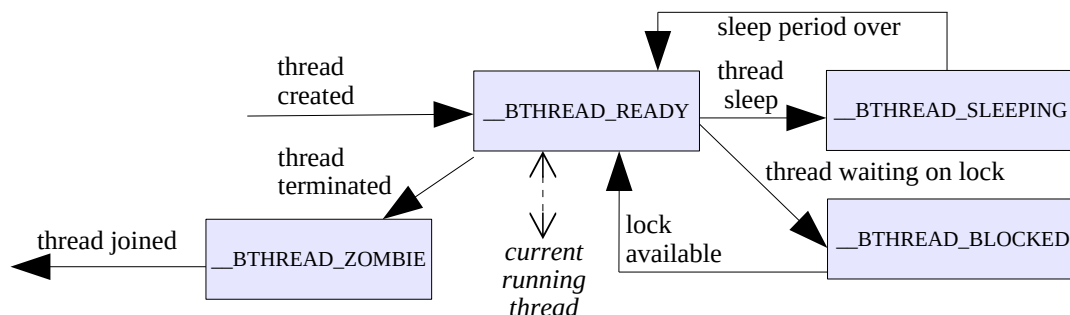 sleep period over
thread
created
thread
sleep
__BTHREAD_READY
__BTHREAD_SLEEPING
thread
terminated
thread waiting on lock
thread joined
__BTHREAD_ZOMBIE
lock
available
__BTHREAD_BLOCKED
current
running
thread